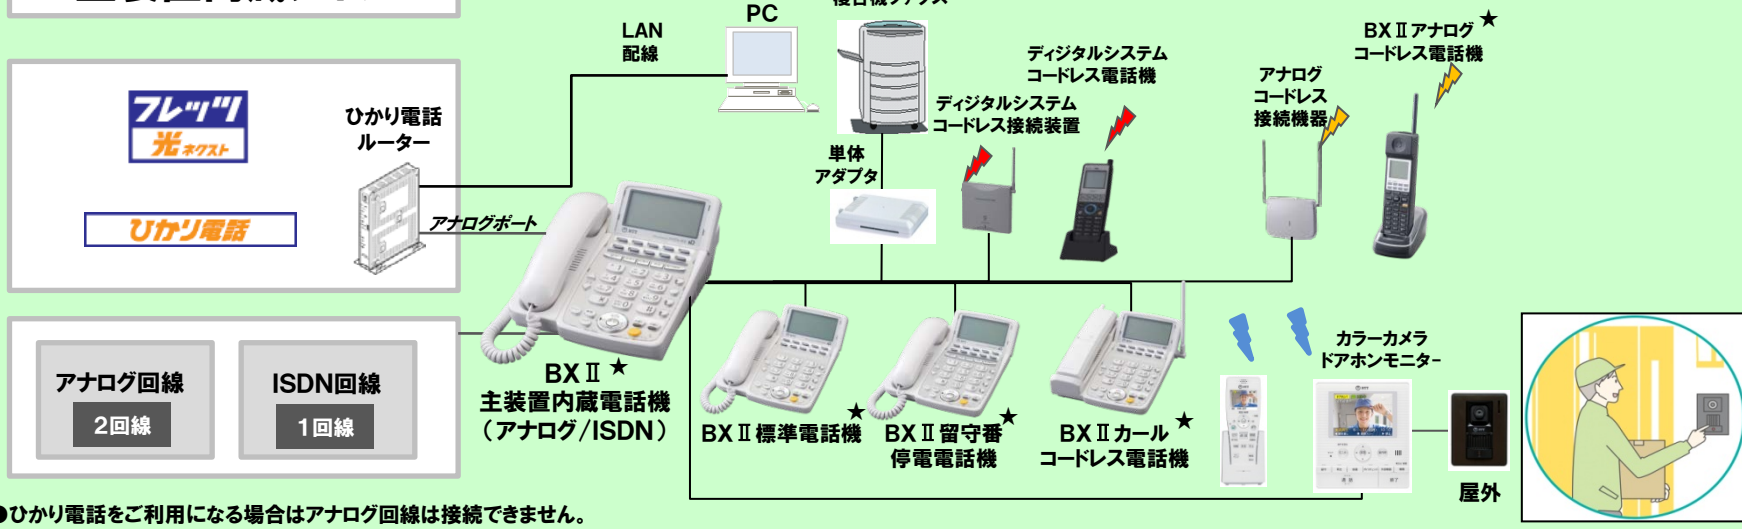 PC
LAN
配線
ディジタルシステム
コードレス電話機
BXⅡアナログ★
コードレス電話機
アナログ
コードレス
接続機器
ディジタルシステム
コードレス接続装置
単体
アダプタ
フレッツ
光ネクスト
ひかり電話
ルーター
ひかり電話
アナログポート
アナログ回線
2回線
ISDN回線
1回線
BXⅡ★
主装置内蔵電話機
（アナログ/ISDN）
BXⅡ標準電話機★
BXⅡ留守番★
停電電話機
BXⅡカール★
コードレス電話機
カラーカメラ
ドアホンモニター
屋外
●ひかり電話をご利用になる場合はアナログ回線は接続できません。